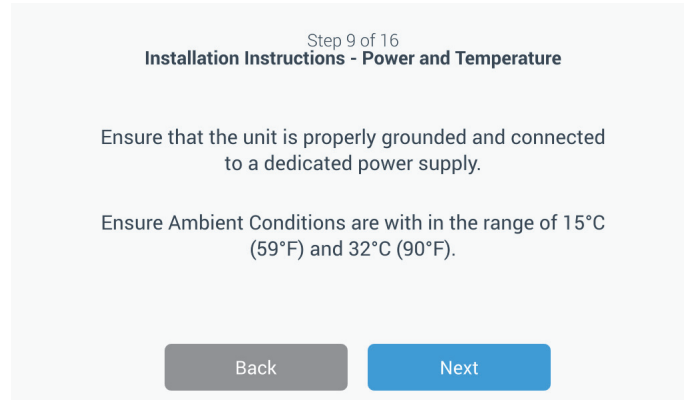 Step 9 of 16
Installation Instructions - Power and Temperature
Ensure that the unit is properly grounded and connected
to a dedicated power supply.
Ensure Ambient Conditions are with in the range of 15°C
(59°F) and 32°C (90°F).
Back
Next